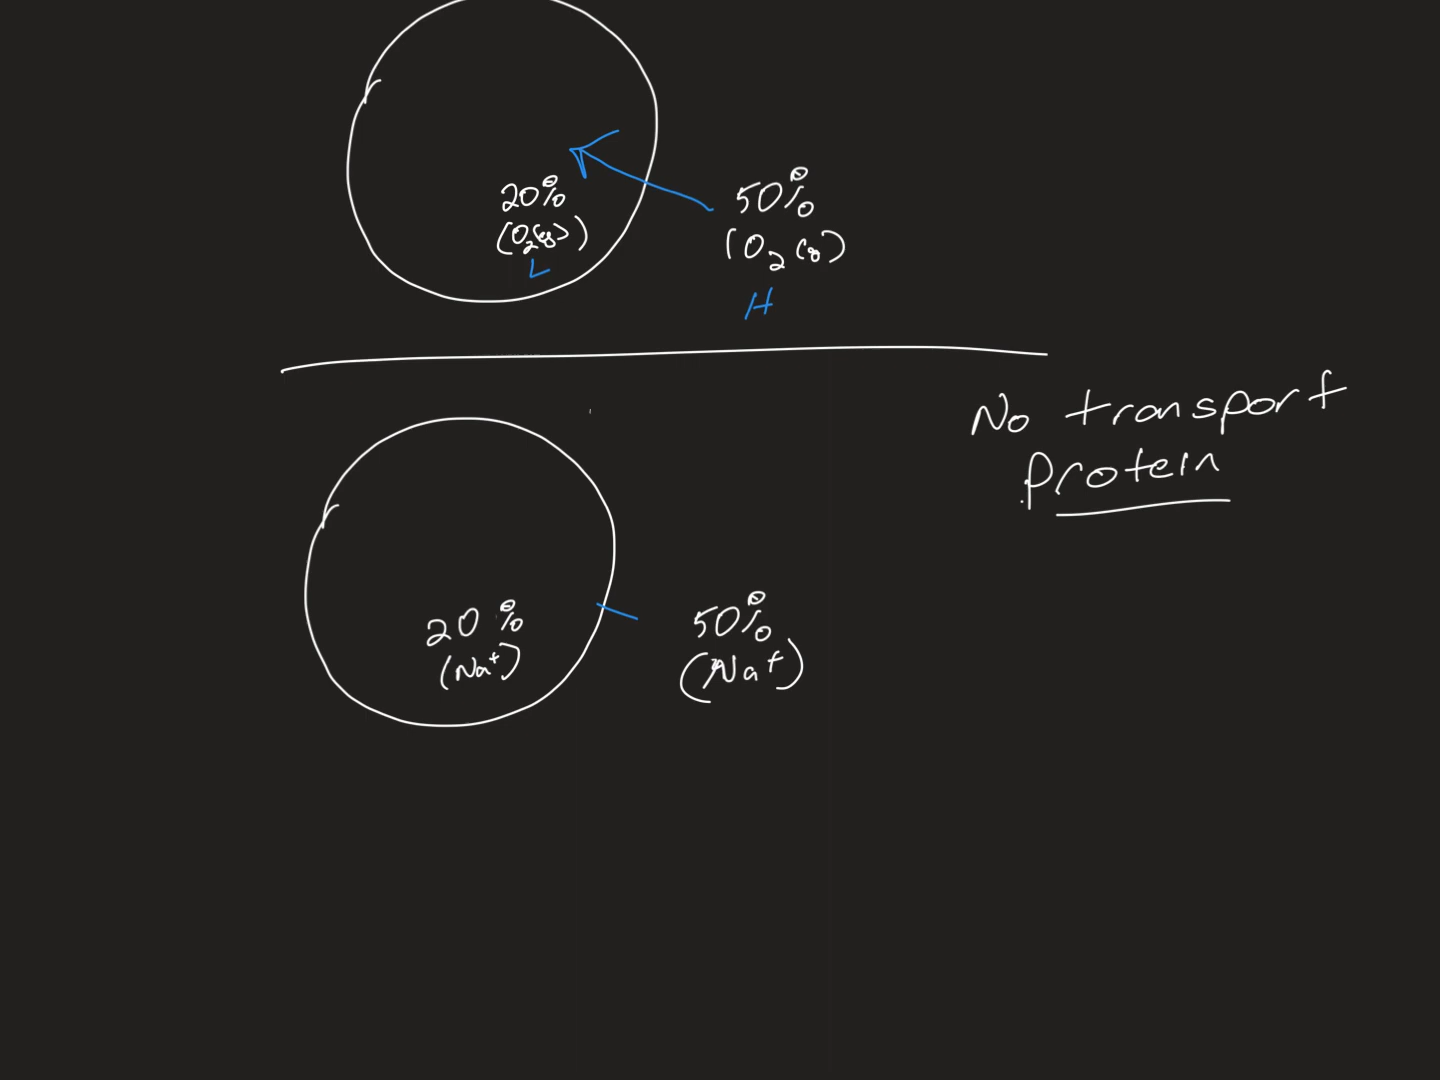 20% 50%
(O₂(g)) (O₂(g))
L H
No transport
Protein
20% 50%
(Na⁺) (Na⁺)